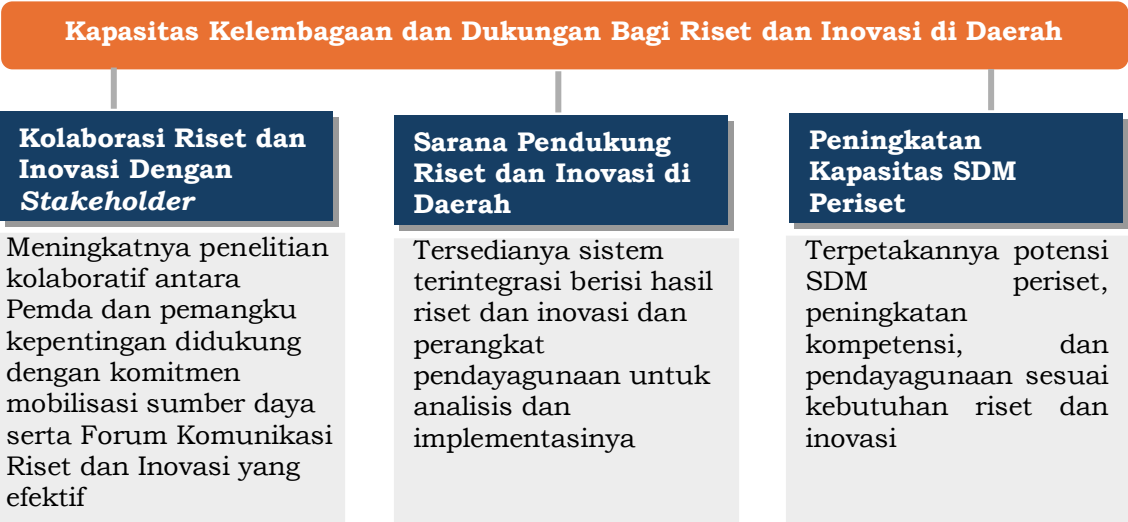 Kapasitas Kelembagaan dan Dukungan Bagi Riset dan Inovasi di Daerah
Kolaborasi Riset dan
Inovasi Dengan
Stakeholder
Meningkatnya penelitian
kolaboratif antara
Pemda dan pemangku
kepentingan didukung
dengan komitmen
mobilisasi sumber daya
serta Forum Komunikasi
Riset dan Inovasi yang
efektif
Sarana Pendukung
Riset dan Inovasi di
Daerah
Tersedianya sistem
terintegrasi berisi hasil
riset dan inovasi dan
perangkat
pendayagunaan untuk
analisis dan
implementasinya
Peningkatan
Kapasitas SDM
Periset
Terpetakannya potensi
SDM periset,
peningkatan
kompetensi, dan
pendayagunaan sesuai
kebutuhan riset dan
inovasi